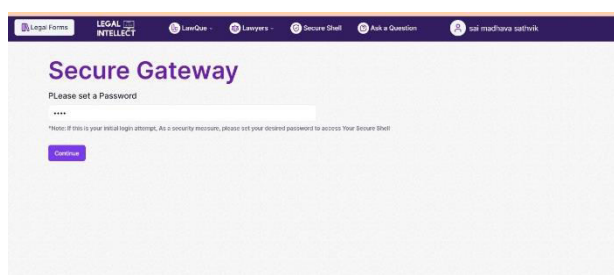 Legal Forms LEGAL INTELLECT LawQue Lawyers Secure Shell Ask a Question sai madhava sathvik
Secure Gateway
PLease set a Password
••••
*Note: If this is your initial login attempt, As a security measure, please set your desired password to access Your Secure Shell
Continue